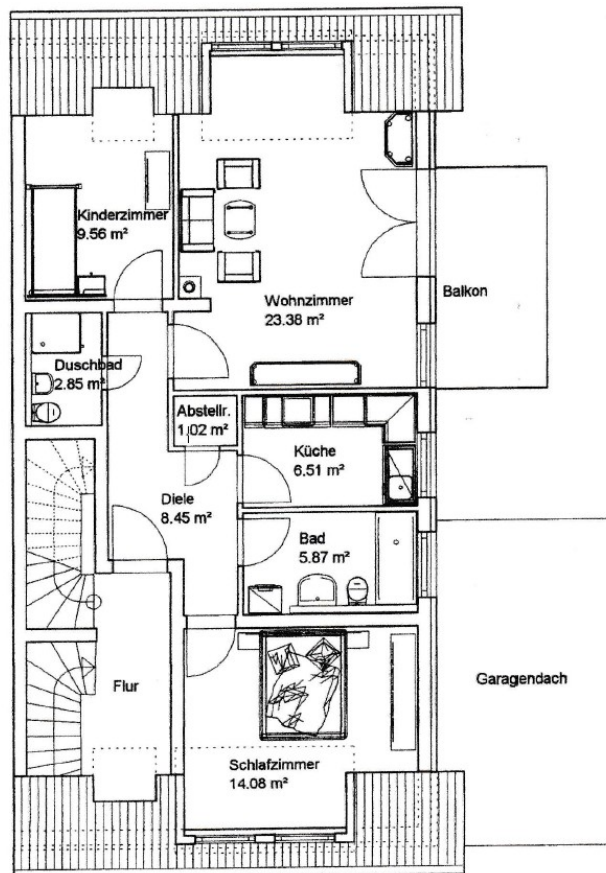 Kinderzimmer
9.56 m²
Wohnzimmer
23.38 m²
Balkon
Duschbad
2.85 m²
Abstellr.
1.02 m²
Küche
6.51 m²
Diele
8.45 m²
Bad
5.87 m²
Flur
Garagendach
Schlafzimmer
14.08 m²